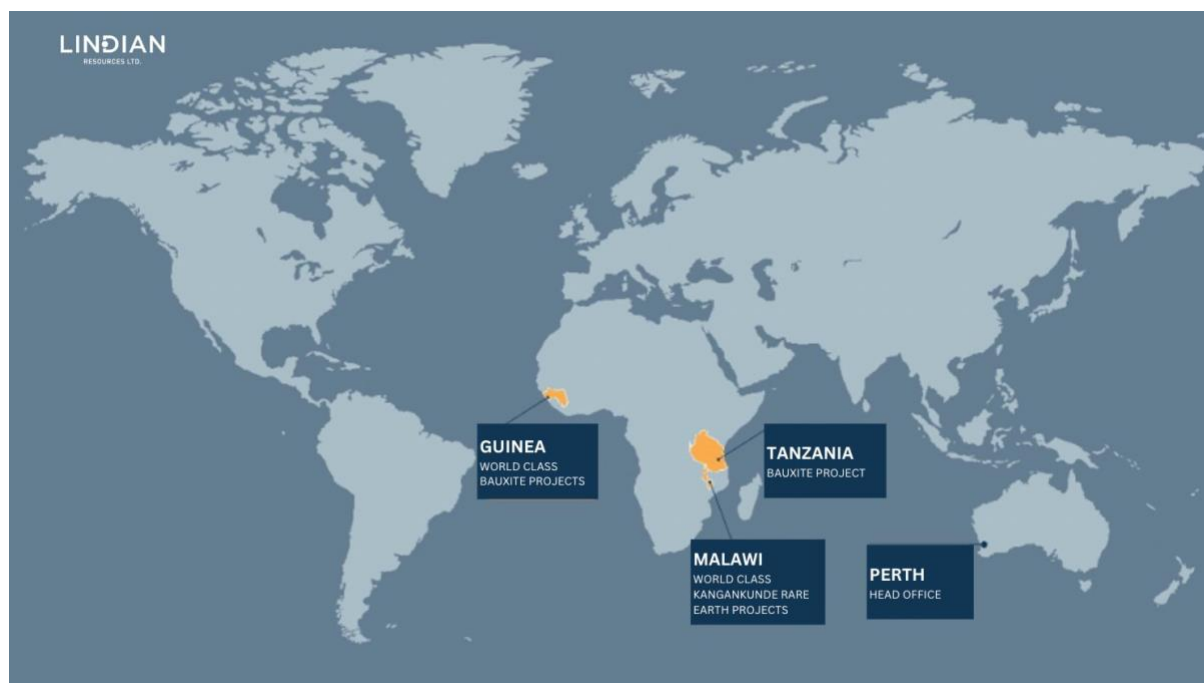 LINDIAN
RESOURCES LTD.
GUINEA
WORLD CLASS
BAUXITE PROJECTS
TANZANIA
BAUXITE PROJECT
MALAWI
WORLD CLASS
KANGANKUNDE RARE
EARTH PROJECTS
PERTH
HEAD OFFICE